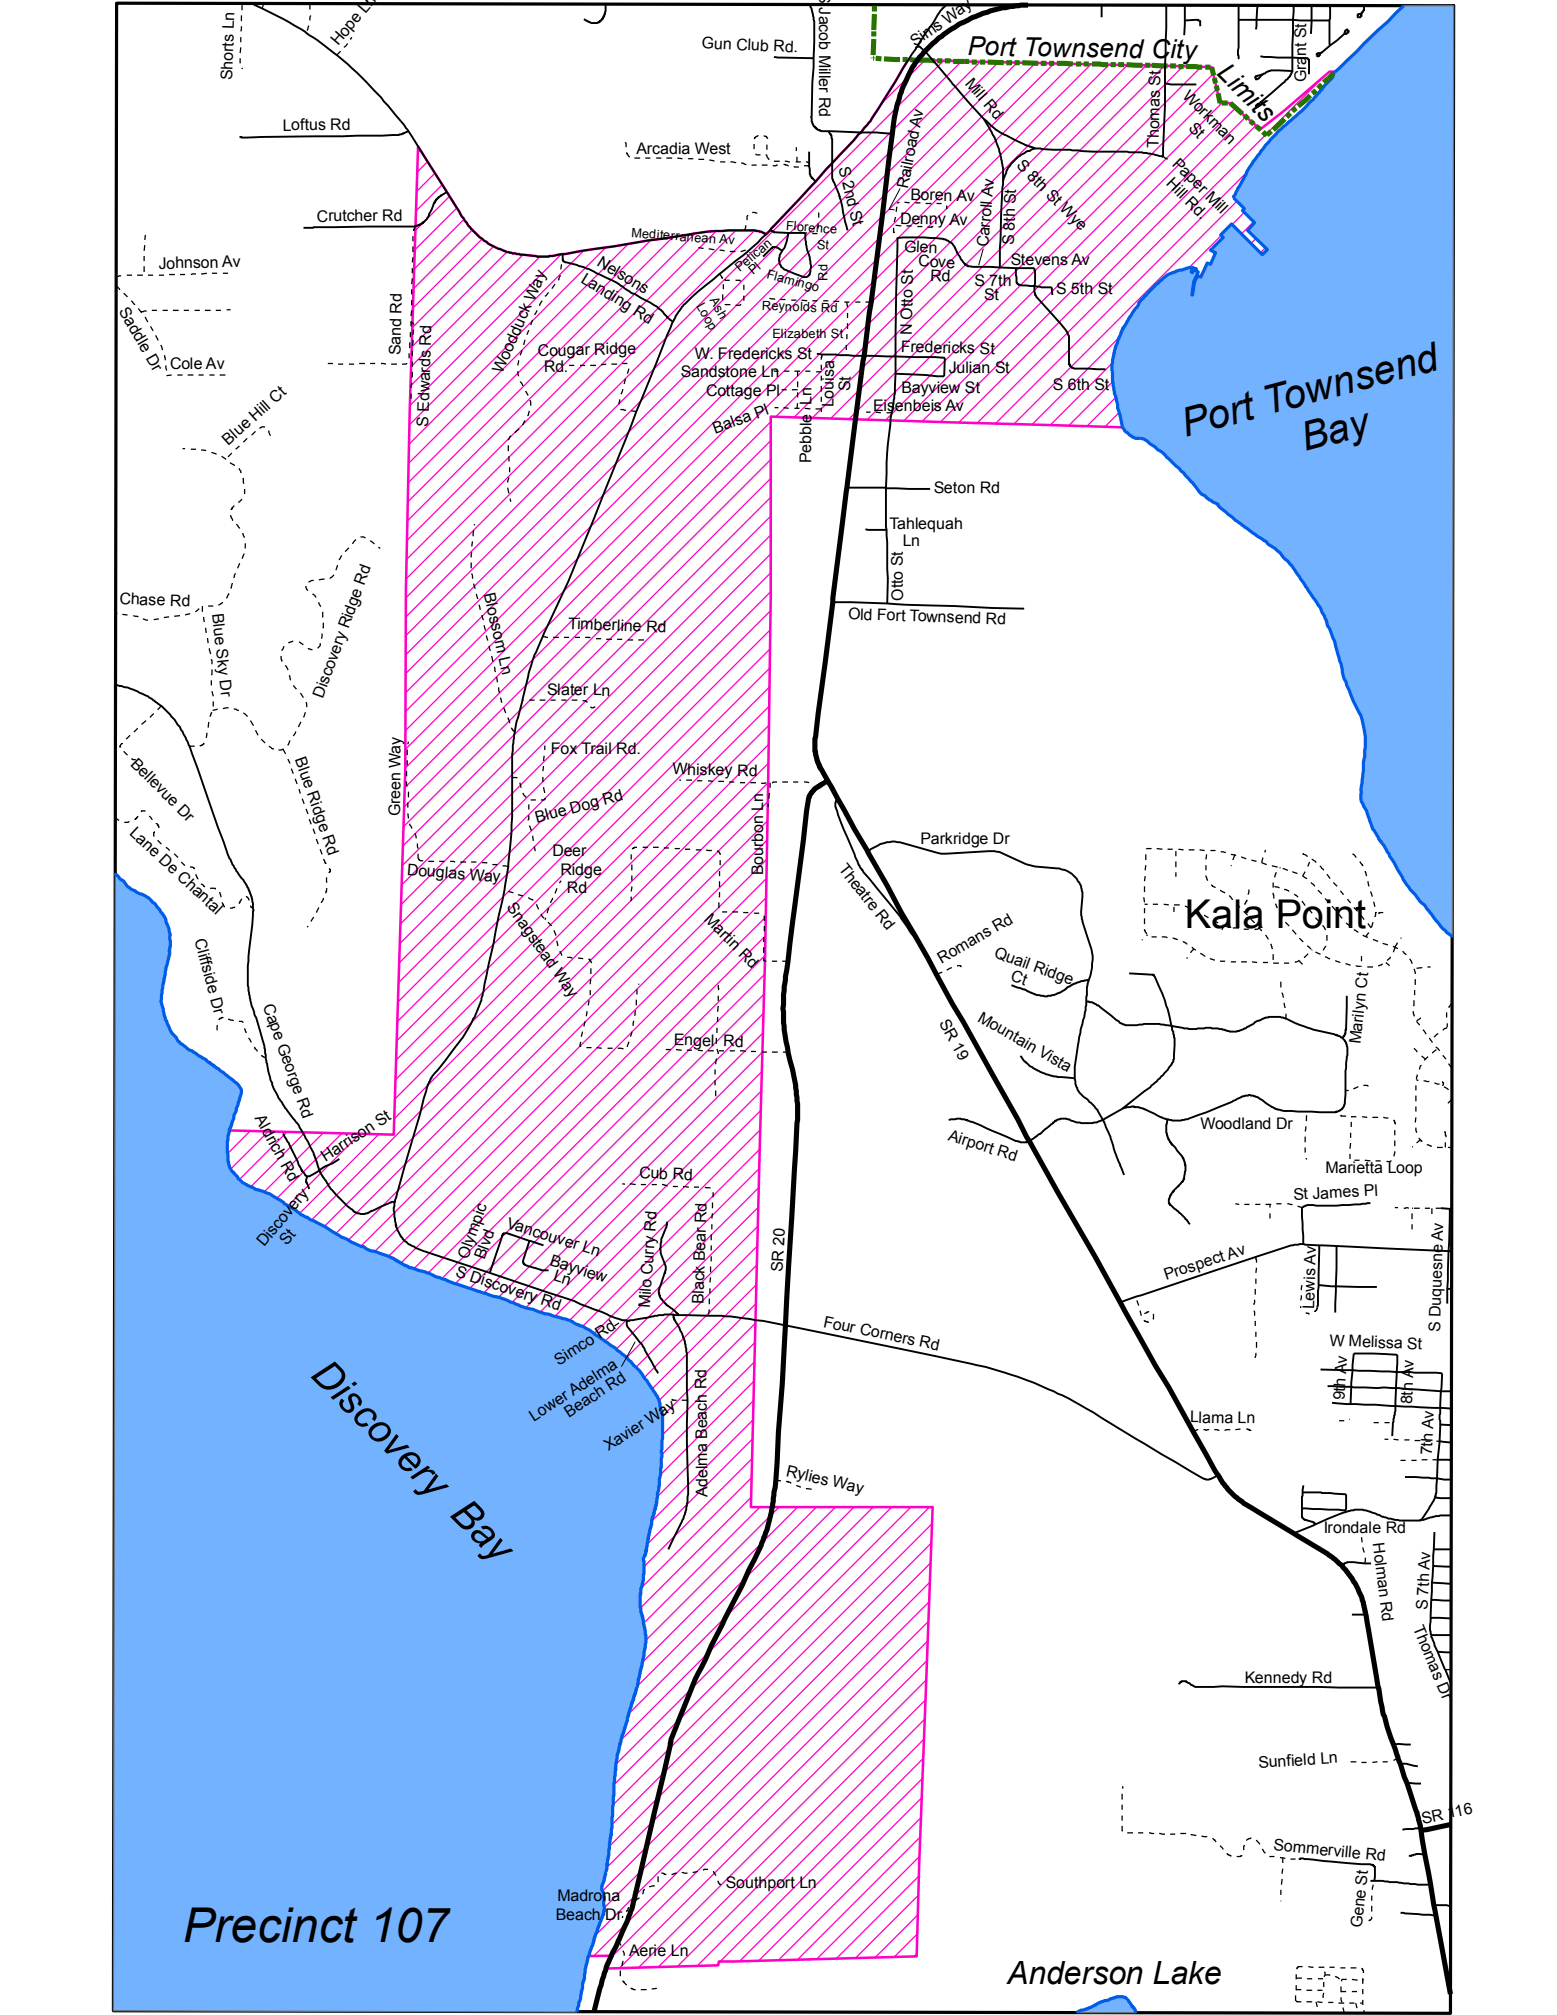 Shorts Ln
Hope Ln
S Jacob Miller Rd
Sims Way
Gun Club Rd.
Port Townsend City
Limits
Grant St
Thomas St
Workman
St
Mill Rd
Loftus Rd
Arcadia West
Railroad Av
S 2nd St
Paper Mill
Hill Rd
S 8th St Wye
Boren Av
Denny Av
Carroll Av
S 8th St
Crutcher Rd
Mediterranean Av
Florence
St
Pelican
Pl
Flamingo
Rd
Glen
Cove
Rd
Stevens Av
S 7th
St
S 5th St
Johnson Av
Nelsons
Landing Rd
Woodduck Way
Ash
Loop
Reynolds Rd
Elizabeth St
N Otto St
Saddle Dr
Cole Av
Sand Rd
S Edwards Rd
Cougar Ridge
Rd.
W. Fredericks St
Fredericks St
Sandstone Ln
Julian St
Cottage Pl
Louisa
St
Bayview St
S 6th St
Balsa Pl
Pebble Ln
Eisenbeis Av
Port Townsend
Bay
Blue Hill Ct
Seton Rd
Tahlequah
Ln
Otto St
Old Fort Townsend Rd
Chase Rd
Blue Sky Dr
Discovery Ridge Rd
Blossom Ln
Timberline Rd
Slater Ln
Fox Trail Rd.
Whiskey Rd
Green Way
Blue Dog Rd
Bourbon Ln
Bellevue Dr
Blue Ridge Rd
Lane De Chantal
Douglas Way
Deer
Ridge
Rd
Parkridge Dr
Theatre Rd
Kala Point
Snagstead Way
Martin Rd
Romans Rd
Quail Ridge
Ct
Cliffside Dr
Cape George Rd
SR 19
Mountain Vista
Marilyn Ct
Engel Rd
Aldrich Rd
Harrison St
Airport Rd
Woodland Dr
Marietta Loop
Discovery
St
Cub Rd
St James Pl
Olympic
Blvd
Vancouver Ln
Bayview
Ln
S Discovery Rd
Milo Curry Rd
Black Bear Rd
SR 20
Prospect Av
Lewis Av
S Duquesne Av
Simco Rd
Four Corners Rd
Lower Adelma
Beach Rd
W Melissa St
9th Av
8th Av
7th Av
Xavier Way
Adelma Beach Rd
Llama Ln
Discovery Bay
Rylies Way
Irondale Rd
Holman Rd
S 7th Av
Thomas Dr
Kennedy Rd
Sunfield Ln
SR 116
Sommerville Rd
Gene St
Southport Ln
Madrona
Beach Dr
Aerie Ln
Precinct 107
Anderson Lake